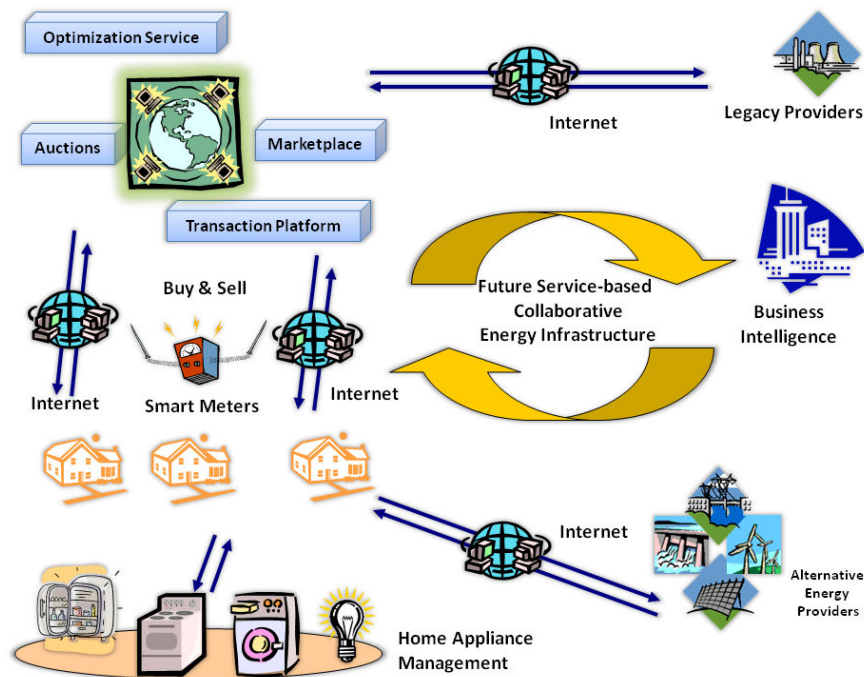 Optimization Service
Internet
Legacy Providers
Auctions
Marketplace
Transaction Platform
Buy & Sell
Future Service-based
Collaborative
Energy Infrastructure
Business
Intelligence
Internet
Smart Meters
Internet
Internet
Alternative
Energy
Providers
Home Appliance
Management